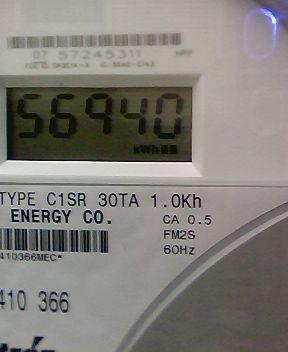 07 57245311
56940
kWh
TYPE C1SR 30TA 1.0Kh
ENERGY CO.
CA 0.5
FM2S
60Hz
410366MEC*
410 366